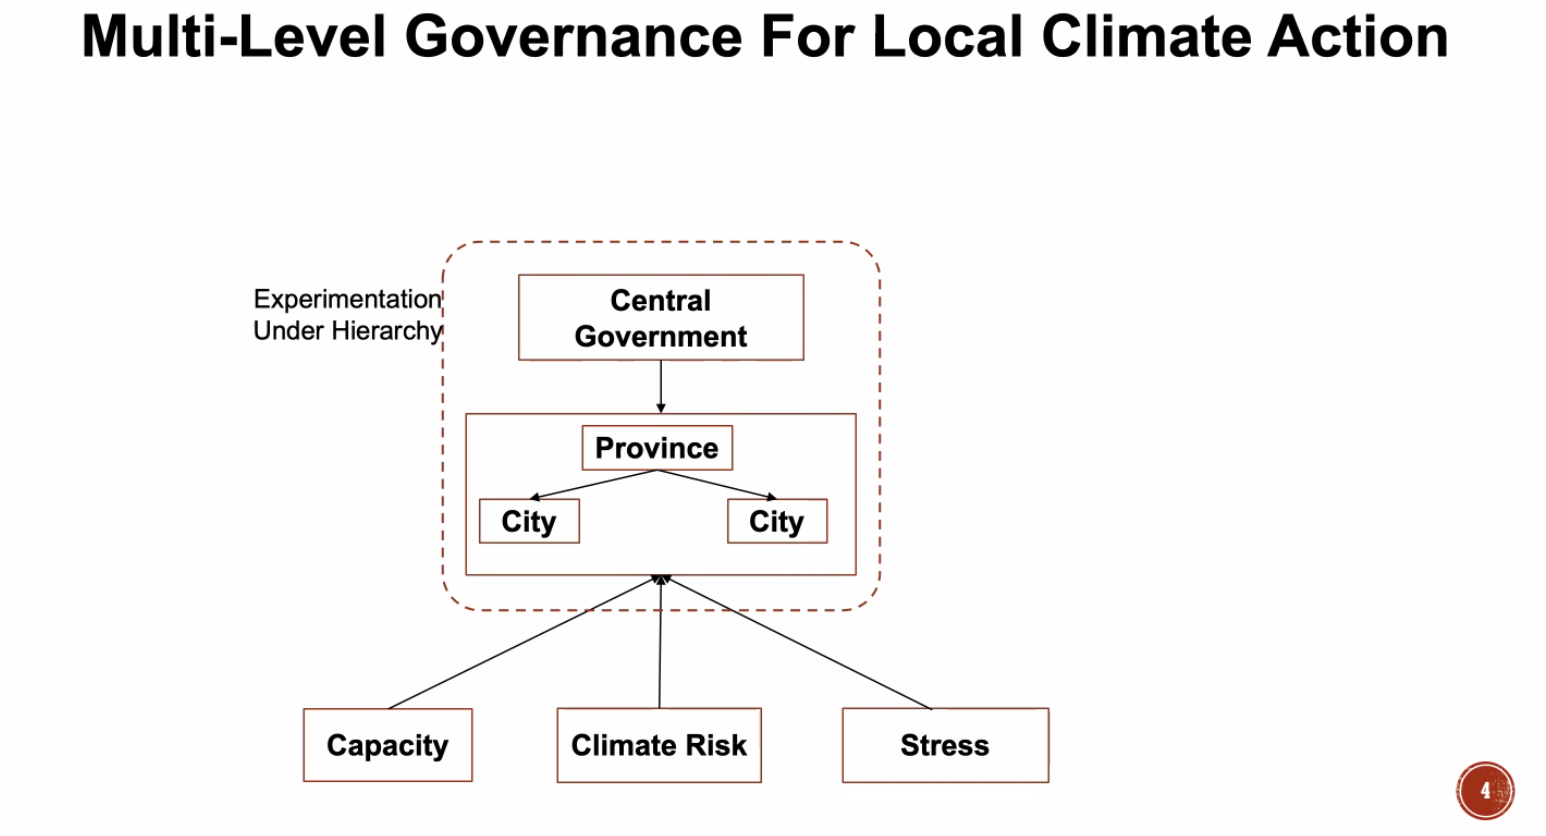 Multi-Level Governance For Local Climate Action
Experimentation
Under Hierarchy
Central
Government
Province
City
City
Capacity
Climate Risk
Stress
4